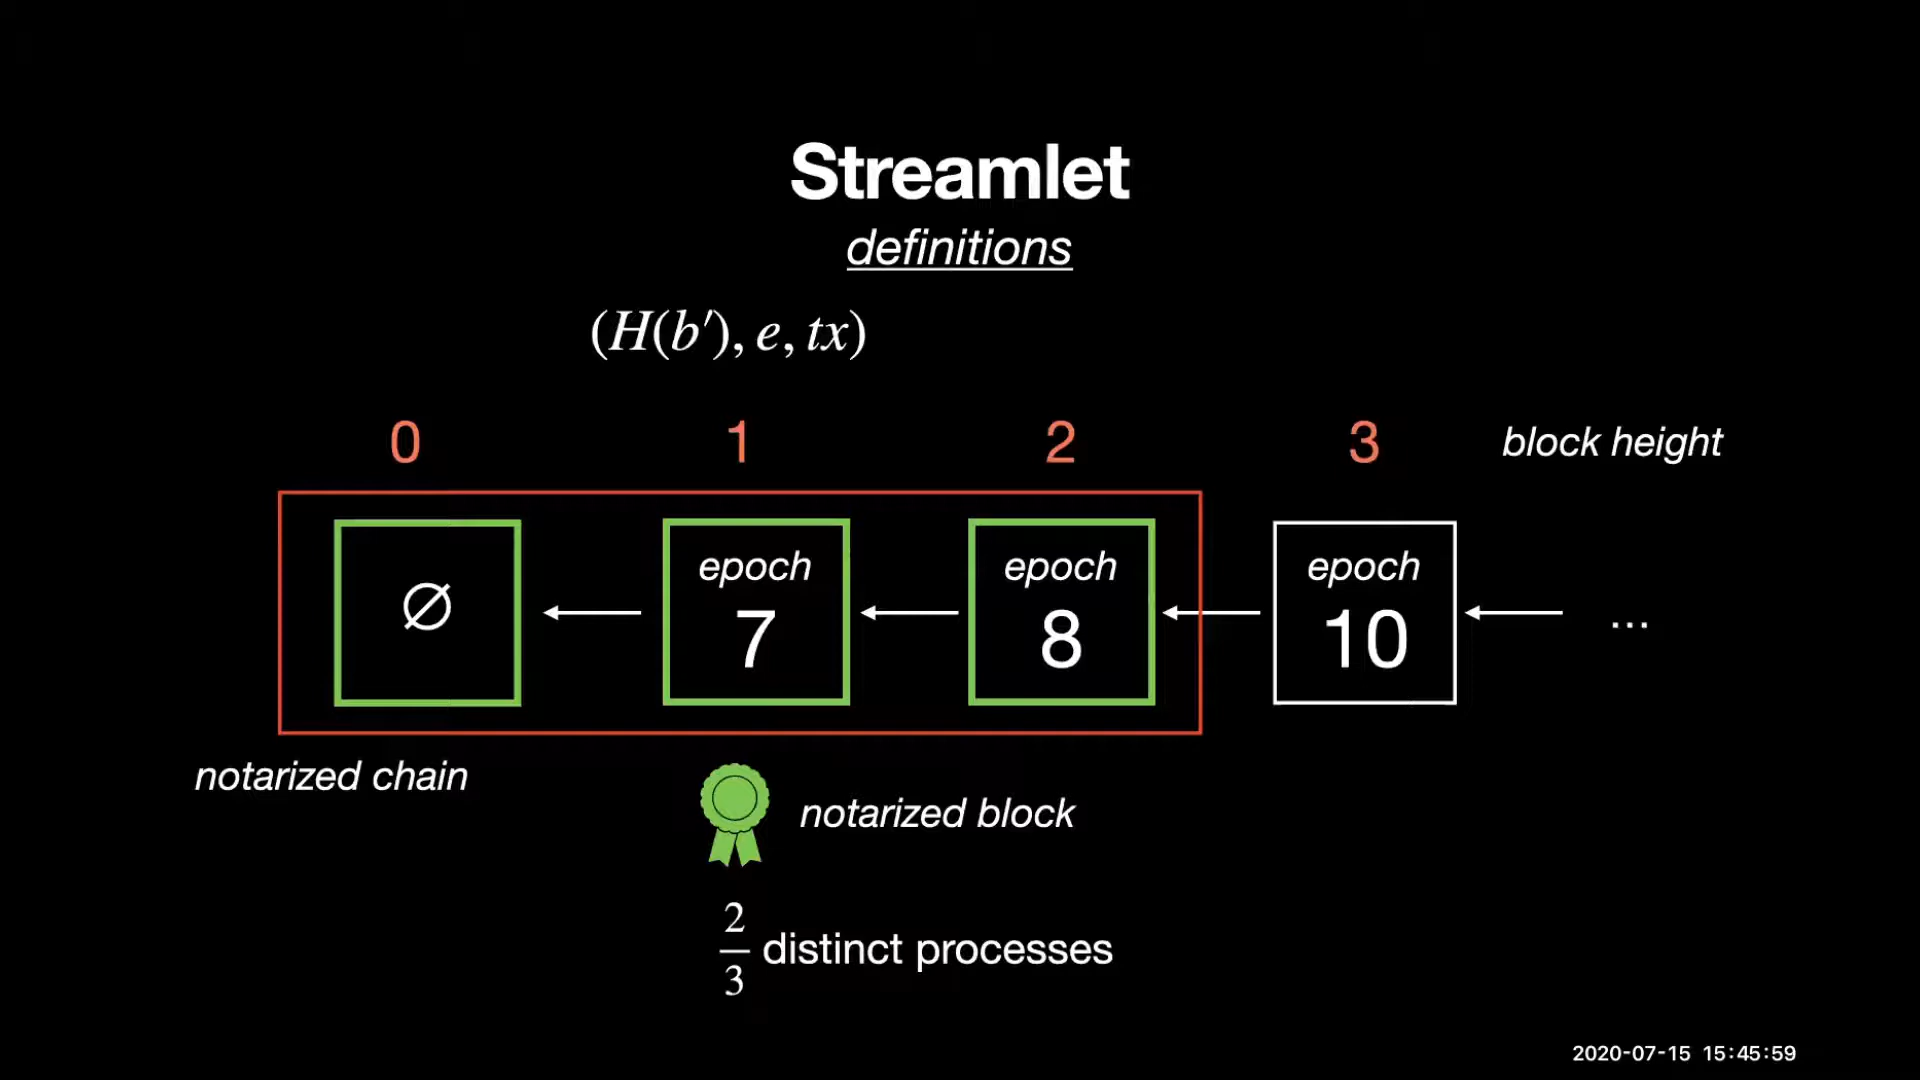 Streamlet
definitions
(H(b′), e, tx)
0 1 2 3 block height
∅ epoch 7 epoch 8 epoch 10 ...
notarized chain
notarized block
2/3 distinct processes
2020-07-15 15:45:59